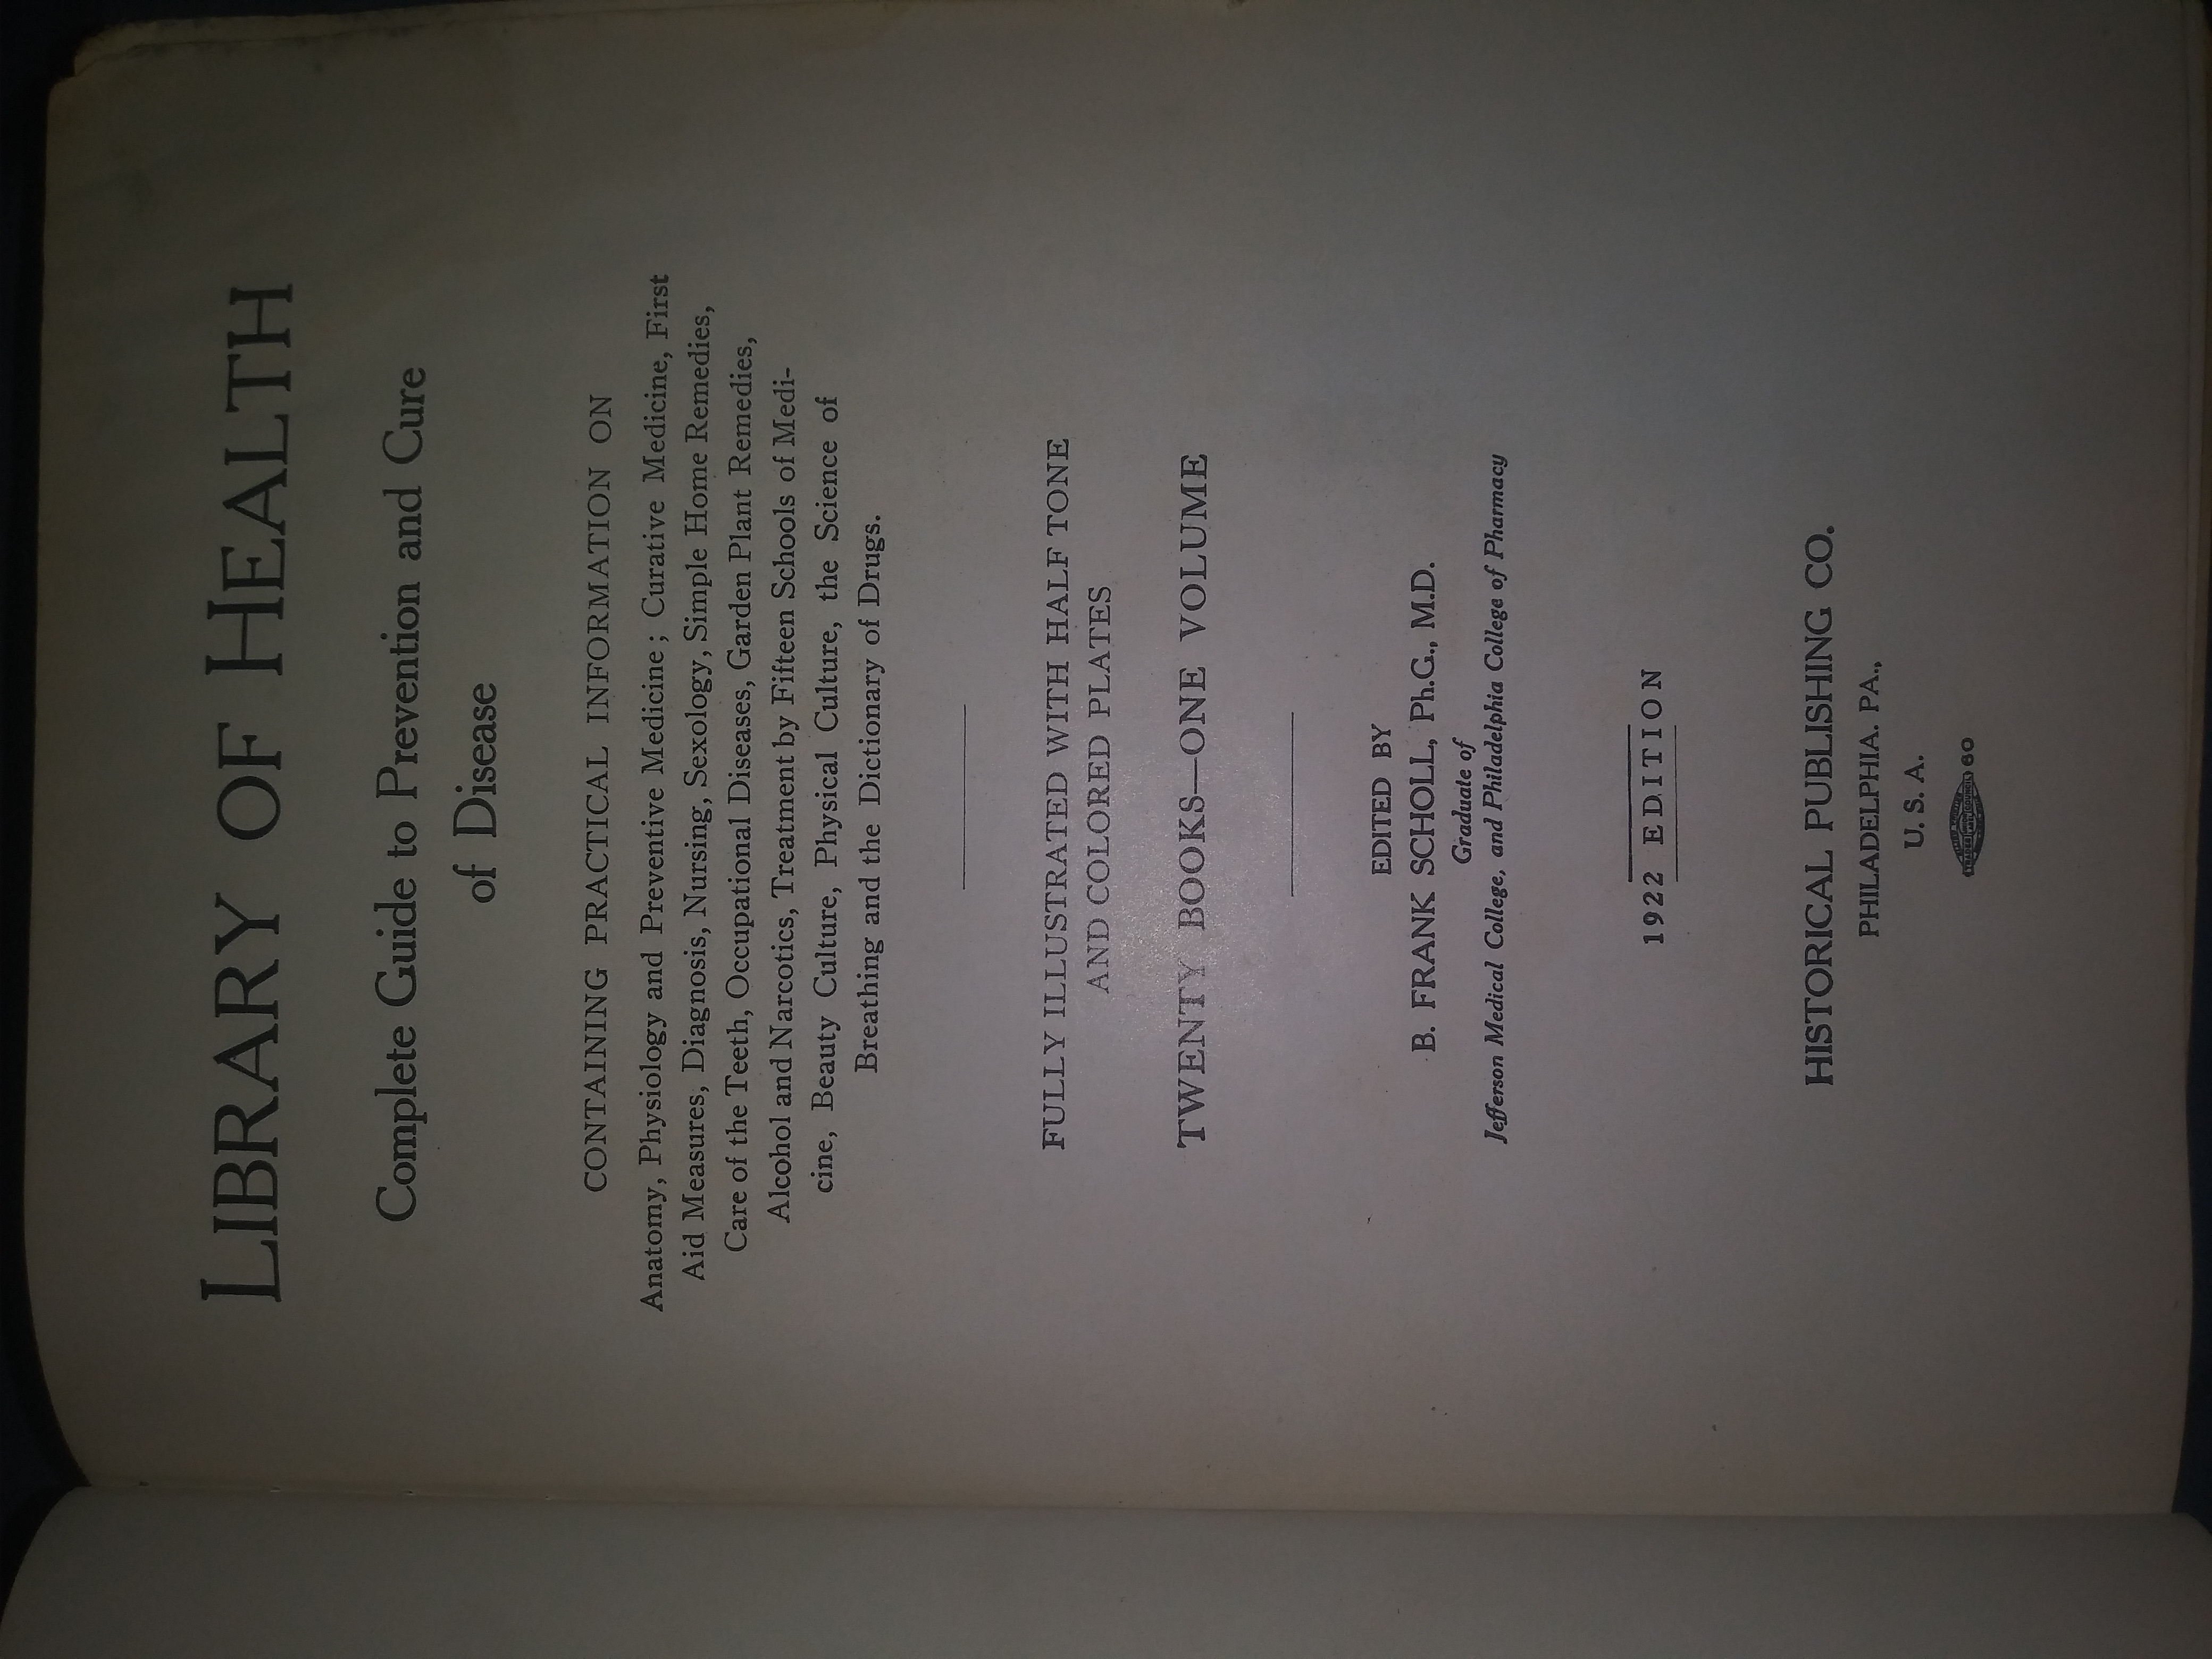 LIBRARY OF HEALTH
Complete Guide to Prevention and Cure
of Disease
CONTAINING PRACTICAL INFORMATION ON
Anatomy, Physiology and Preventive Medicine; Curative Medicine, First
Aid Measures, Diagnosis, Nursing, Sexology, Simple Home Remedies,
Care of the Teeth, Occupational Diseases, Garden Plant Remedies,
Alcohol and Narcotics, Treatment by Fifteen Schools of Medi-
cine, Beauty Culture, Physical Culture, the Science of
Breathing and the Dictionary of Drugs.
FULLY ILLUSTRATED WITH HALF TONE
AND COLORED PLATES
TWENTY BOOKS—ONE VOLUME
EDITED BY
B. FRANK SCHOLL, Ph.G., M.D.
Graduate of
Jefferson Medical College, and Philadelphia College of Pharmacy
1922 EDITION
HISTORICAL PUBLISHING CO.
PHILADELPHIA. PA.,
U. S. A.
60